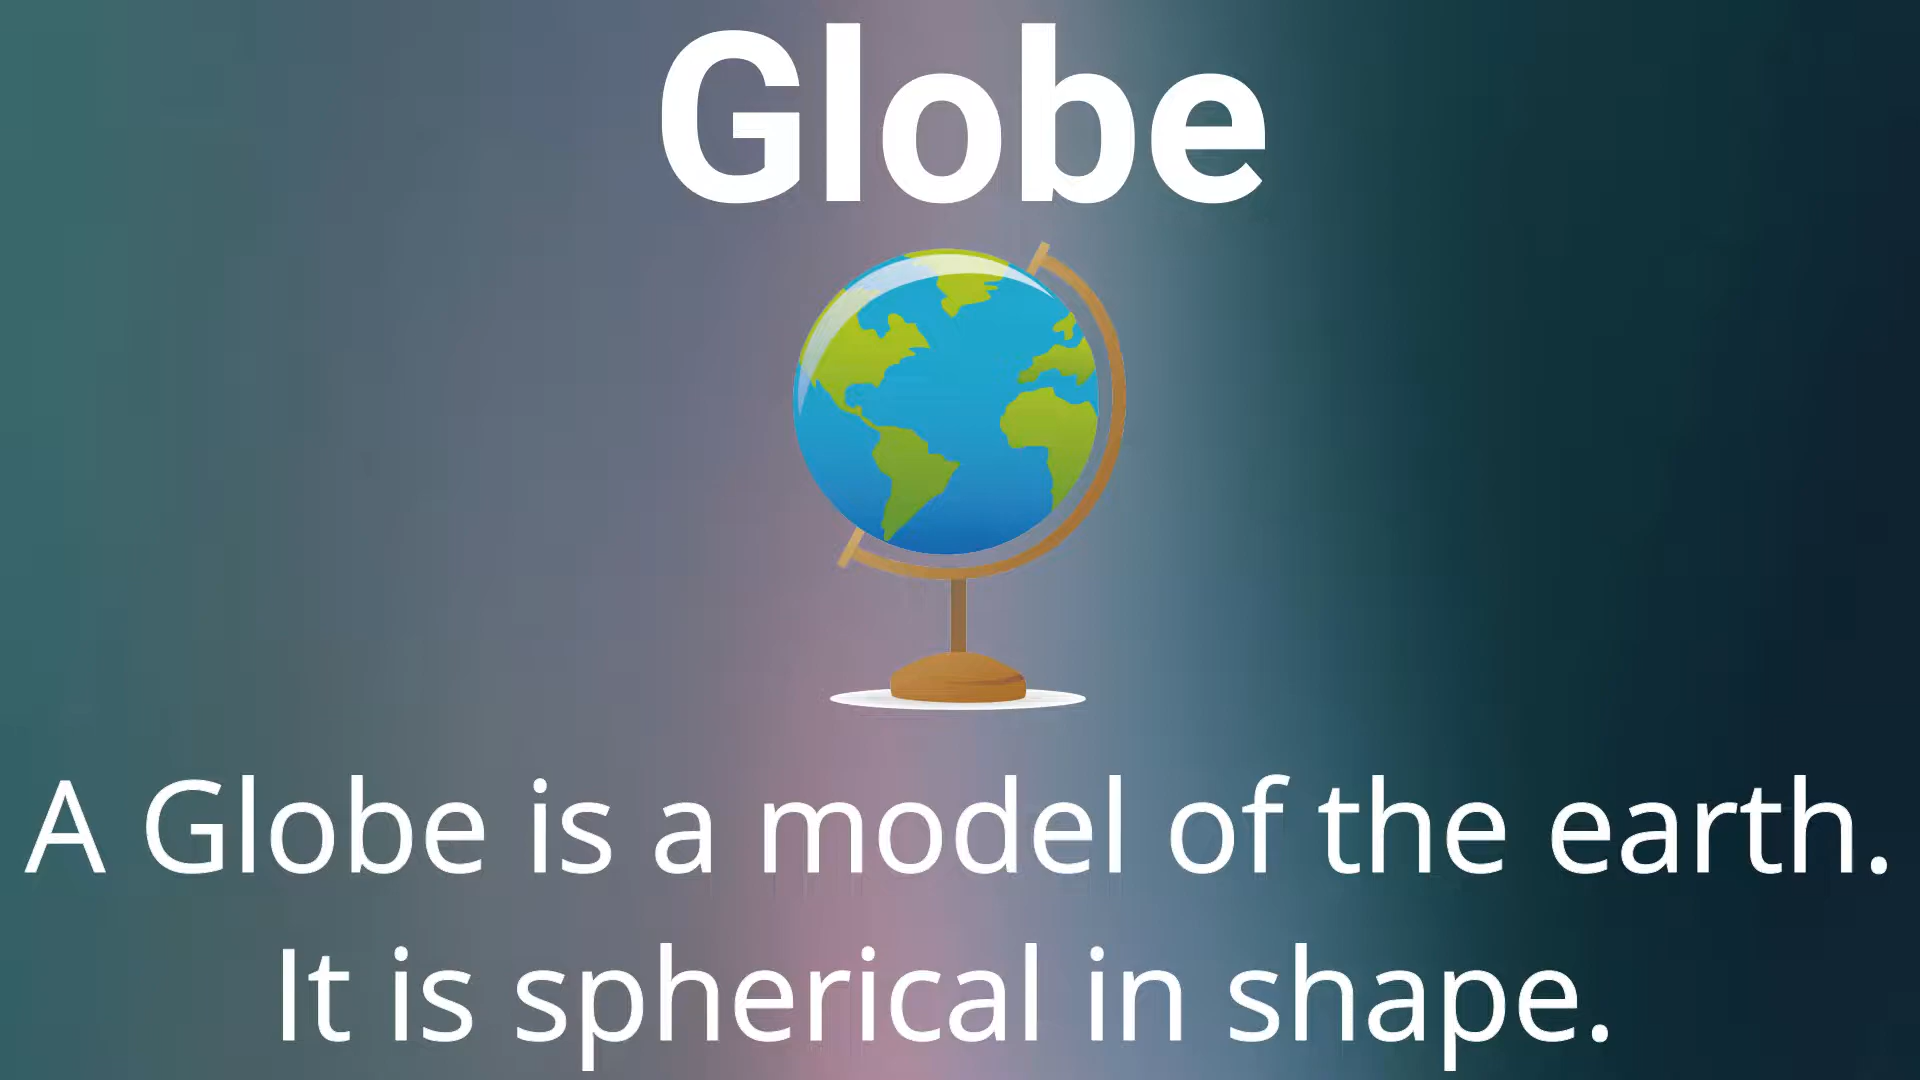 Globe
A Globe is a model of the earth.
It is spherical in shape.